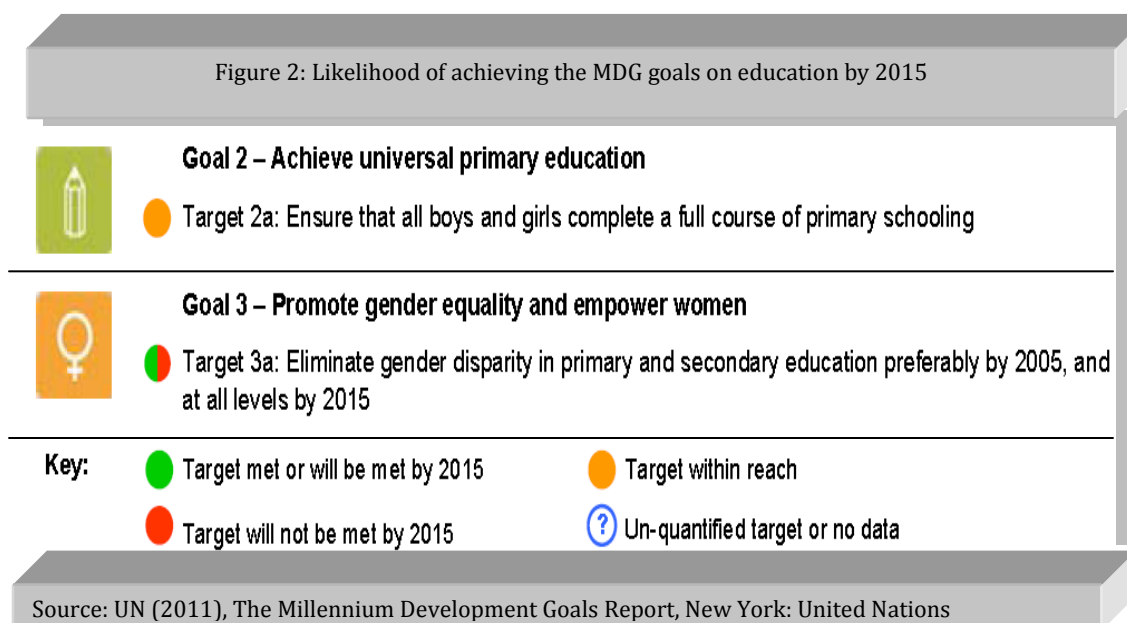 Figure 2: Likelihood of achieving the MDG goals on education by 2015
Goal 2 – Achieve universal primary education
Target 2a: Ensure that all boys and girls complete a full course of primary schooling
Goal 3 – Promote gender equality and empower women
Target 3a: Eliminate gender disparity in primary and secondary education preferably by 2005, and
at all levels by 2015
Key:
Target met or will be met by 2015
Target within reach
Target will not be met by 2015
? Un-quantified target or no data
Source: UN (2011), The Millennium Development Goals Report, New York: United Nations